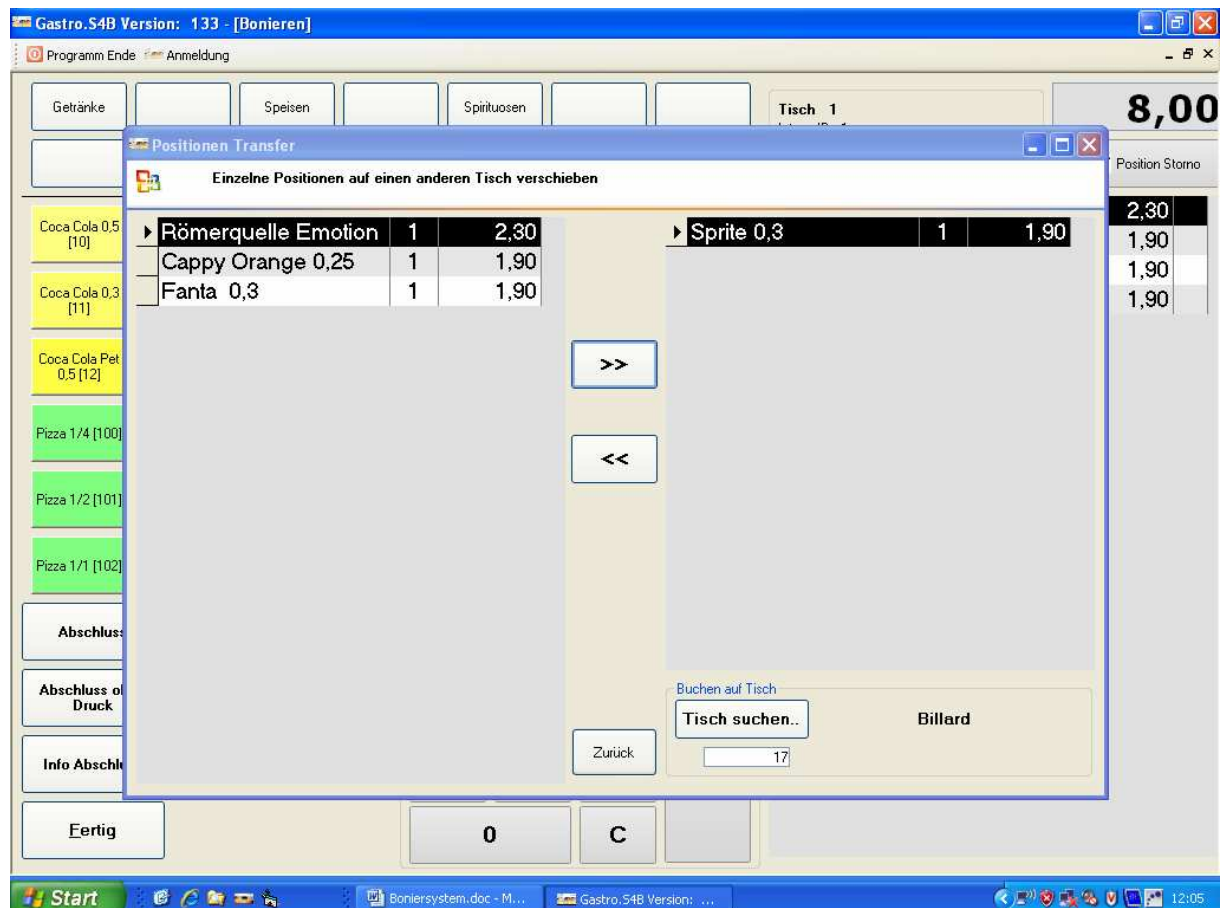 Gastro.S4B Version: 133 - [Bonieren]
Programm Ende Anmeldung
Getränke Speisen Spirituosen
Tisch 1
8,00
Position Storno
Positionen Transfer
Einzelne Positionen auf einen anderen Tisch verschieben
Römerquelle Emotion 1 2,30
Cappy Orange 0,25 1 1,90
Fanta 0,3 1 1,90
Sprite 0,3 1 1,90
2,30
1,90
1,90
1,90
Coca Cola 0,5
[10]
Coca Cola 0,3
[11]
Coca Cola Pet
0,5 [12]
Pizza 1/4 [100]
Pizza 1/2 [101]
Pizza 1/1 [102]
>>
<<
Zurück
Buchen auf Tisch
Tisch suchen.. Billard
17
Abschluss
Abschluss
Druck
Info
Fertig
0 C
Start Boniersystem.doc - M... Gastro.S4B Version: ... 12:05